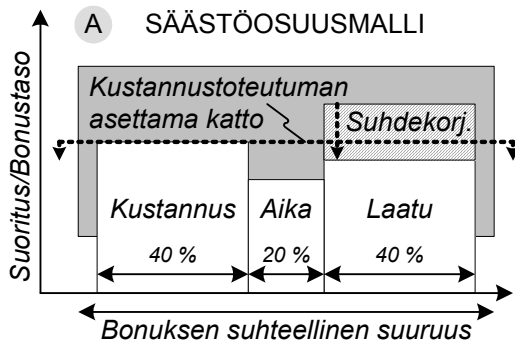 A SÄÄSTÖOSUUSMALLI
Suoritus/Bonustaso
Kustannustoteutuman
asettama katto
Suhdekorj.
Kustannus Aika Laatu
40 % 20 % 40 %
Bonuksen suhteellinen suuruus